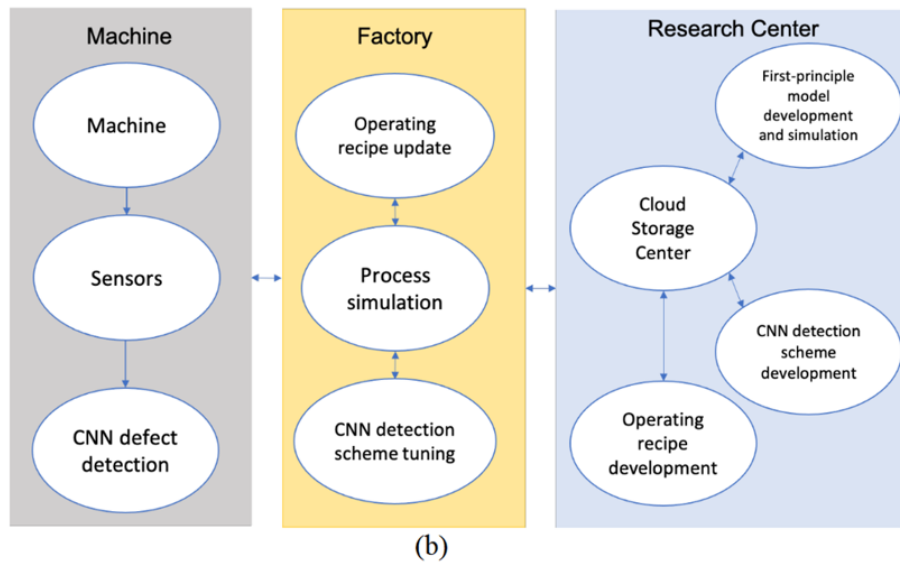 Machine
Machine
Sensors
CNN defect
detection
Factory
Operating
recipe update
Process
simulation
CNN detection
scheme tuning
Research Center
First-principle
model
development
and simulation
Cloud
Storage
Center
CNN detection
scheme development
Operating
recipe
development
(b)